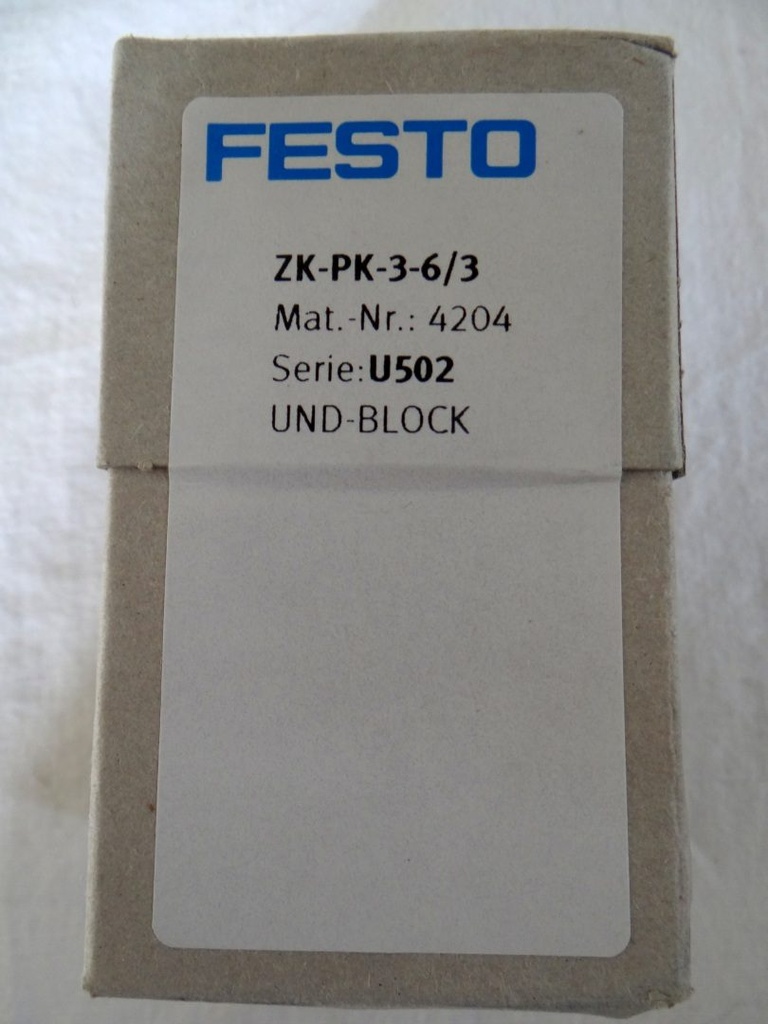 FESTO
ZK-PK-3-6/3
Mat.-Nr.: 4204
Serie:U502
UND-BLOCK